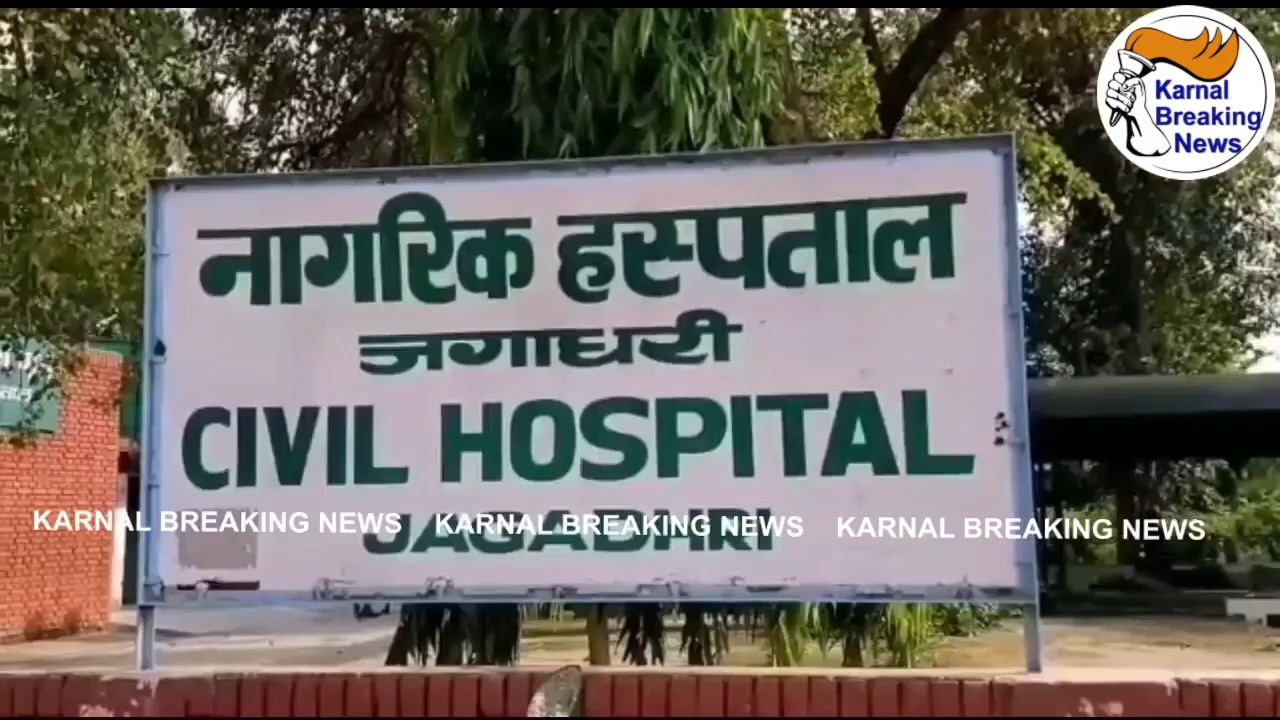 Karnal
Breaking
News
नागरिक हस्पताल
जगाधरी
CIVIL HOSPITAL
JAGADHRI
KARNAL BREAKING NEWS KARNAL BREAKING NEWS KARNAL BREAKING NEWS